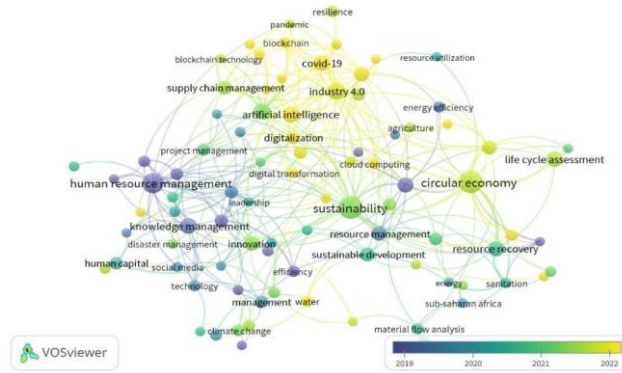 resilience
pandemic
blockchain
blockchain technology
covid-19
resource utilization
supply chain management
industry 4.0
energy efficiency
artificial intelligence
agriculture
digitalization
project management
cloud computing
life cycle assessment
digital transformation
human resource management
circular economy
leadership
sustainability
knowledge management
resource management
disaster management
innovation
resource recovery
sustainable development
human capital
social media
efficiency
technology
energy
sanitation
management
water
sub-saharan africa
climate change
material flow analysis
VOSviewer
2019 2020 2021 2022